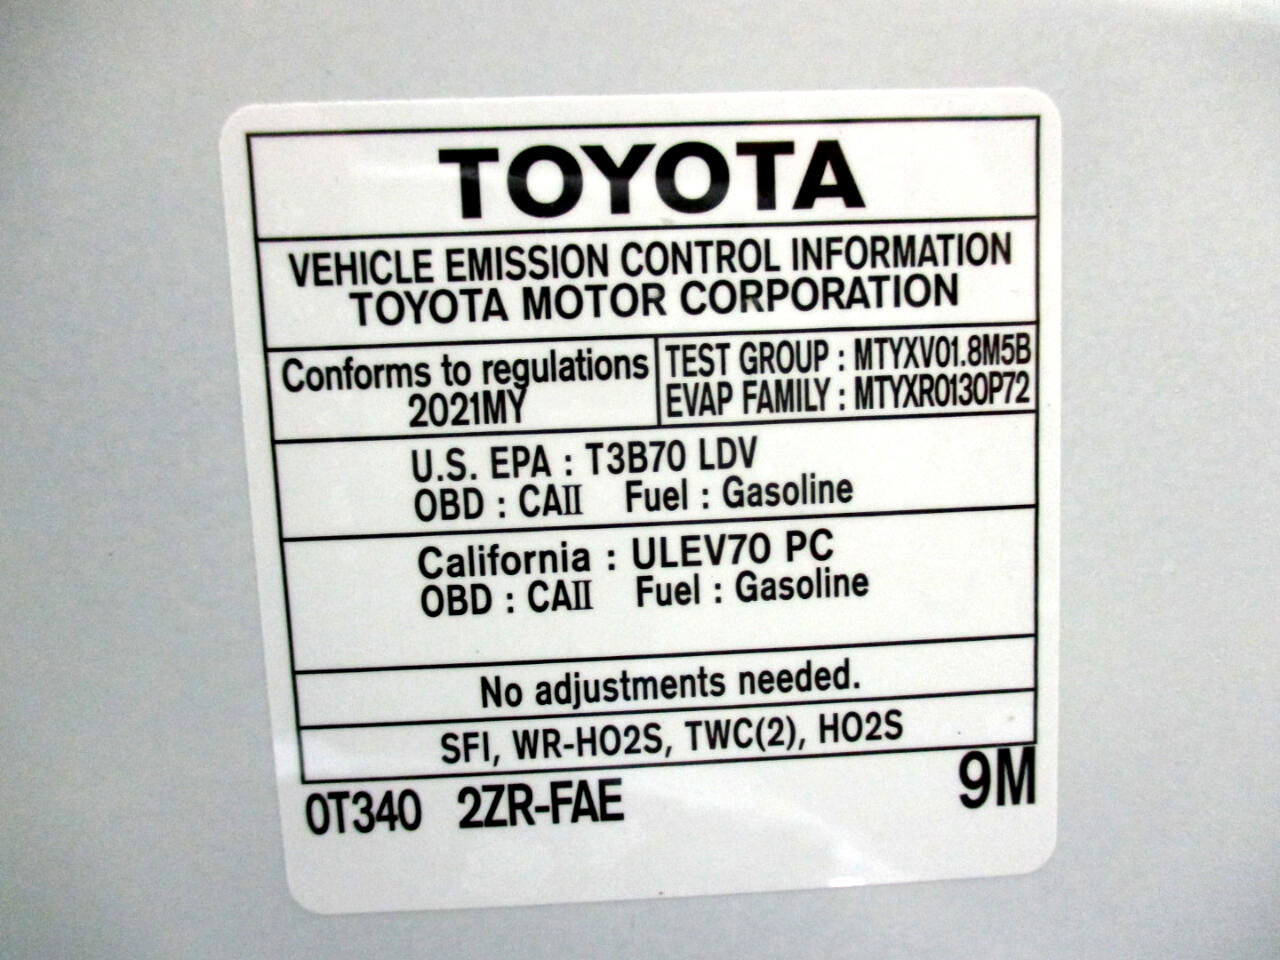 TOYOTA
VEHICLE EMISSION CONTROL INFORMATION
TOYOTA MOTOR CORPORATION
Conforms to regulations
2021MY
TEST GROUP : MTYXV01.8M5B
EVAP FAMILY : MTYXR0130P72
U.S. EPA : T3B70 LDV
OBD : CAII Fuel : Gasoline
California : ULEV70 PC
OBD : CAII Fuel : Gasoline
No adjustments needed.
SFI, WR-HO2S, TWC(2), HO2S
0T340 2ZR-FAE 9M